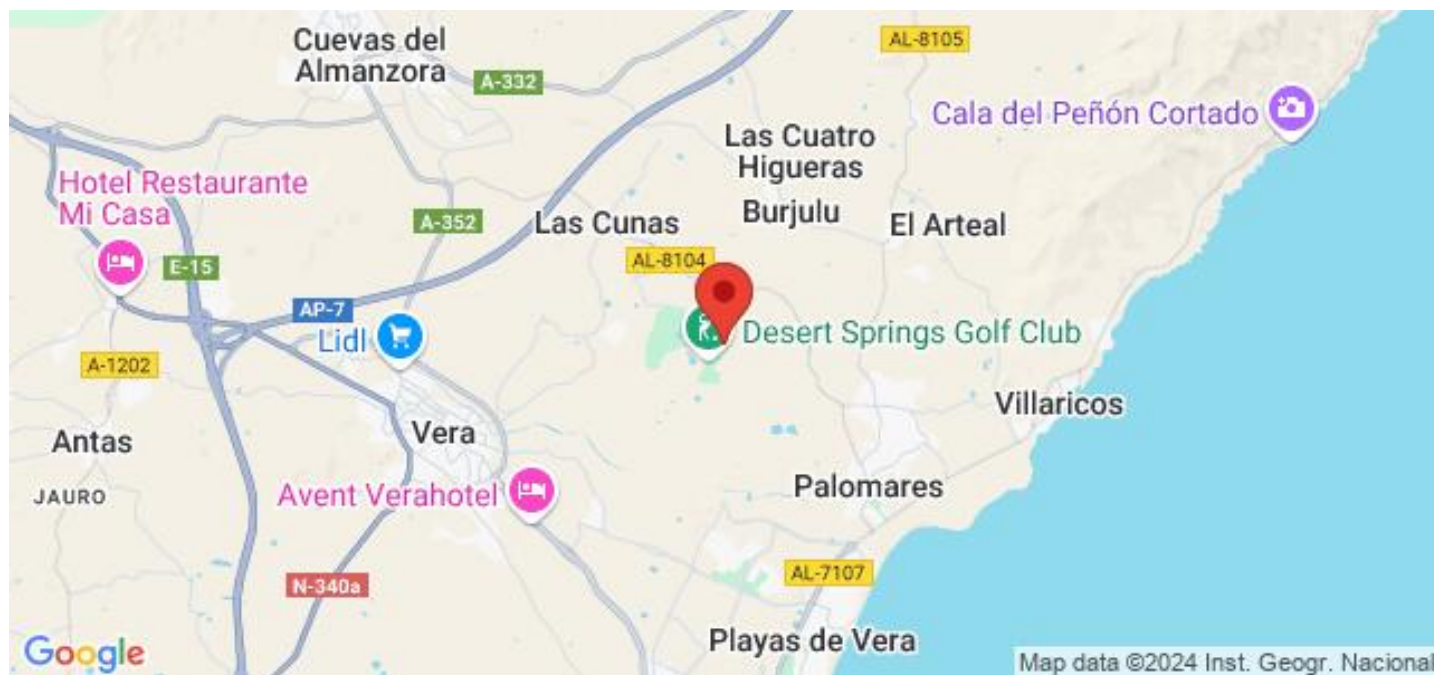 Cuevas del
Almanzora
AL-8105
A-332
Cala del Peñón Cortado
Las Cuatro
Higueras
Hotel Restaurante
Mi Casa
A-352
Las Cunas
Burjulu
El Arteal
AL-8104
E-15
AP-7
Lidl
Desert Springs Golf Club
A-1202
Villaricos
Antas
Vera
JAURO
Avent Verahotel
Palomares
N-340a
AL-7107
Playas de Vera
Google
Map data ©2024 Inst. Geogr. Nacional